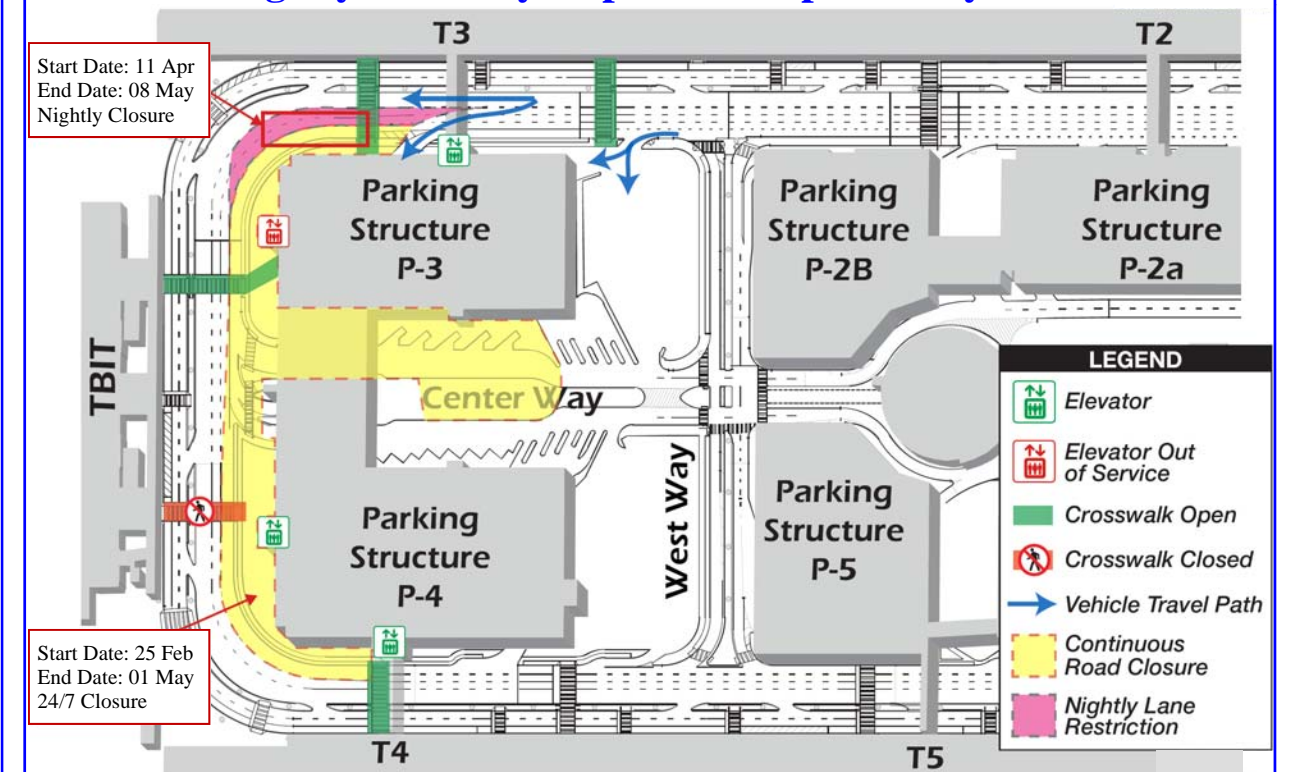 T3
T2
Start Date: 11 Apr
End Date: 08 May
Nightly Closure
Parking
Structure
P-3
Parking
Structure
P-2B
Parking
Structure
P-2a
TBIT
Center Way
West Way
Parking
Structure
P-4
Parking
Structure
P-5
Start Date: 25 Feb
End Date: 01 May
24/7 Closure
T4
T5
LEGEND
Elevator
Elevator Out
of Service
Crosswalk Open
Crosswalk Closed
Vehicle Travel Path
Continuous
Road Closure
Nightly Lane
Restriction